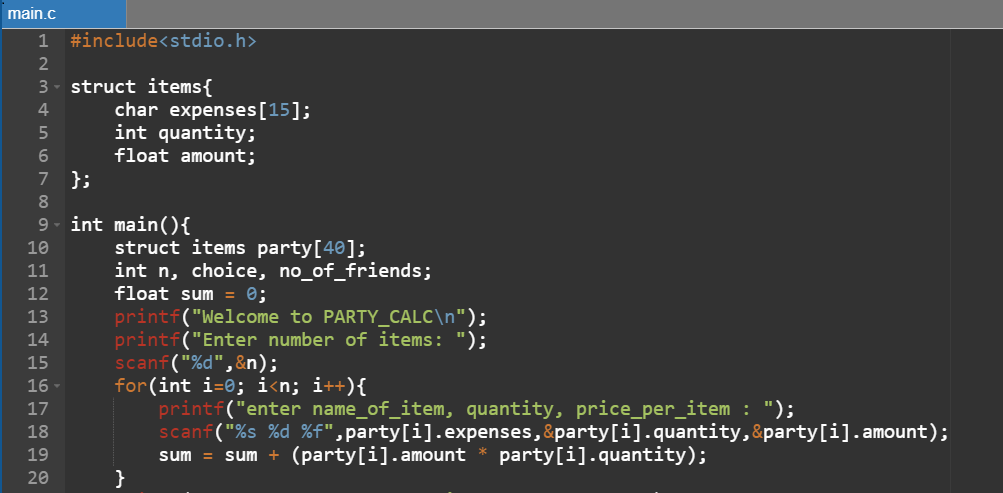 main.c
1 #include<stdio.h>
2
3 struct items{
4     char expenses[15];
5     int quantity;
6     float amount;
7 };
8
9 int main(){
10     struct items party[40];
11     int n, choice, no_of_friends;
12     float sum = 0;
13     printf("Welcome to PARTY_CALC\n");
14     printf("Enter number of items: ");
15     scanf("%d",&n);
16     for(int i=0; i<n; i++){
17         printf("enter name_of_item, quantity, price_per_item : ");
18         scanf("%s %d %f",party[i].expenses,&party[i].quantity,&party[i].amount);
19         sum = sum + (party[i].amount * party[i].quantity);
20     }